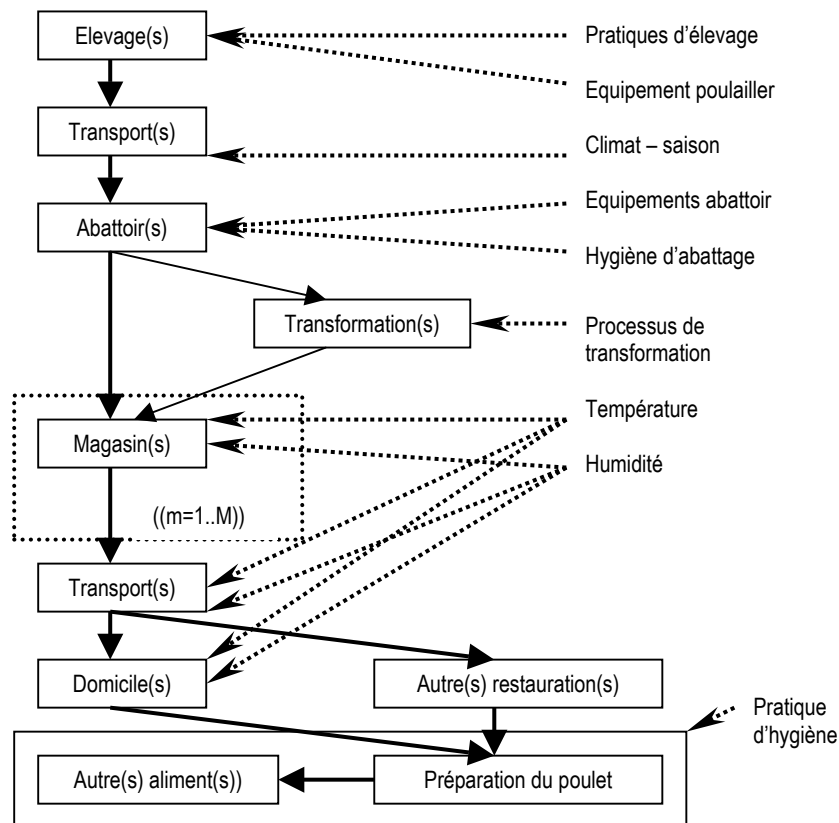 Elevage(s)
Pratiques d'élevage
Equipement poulailler
Transport(s)
Climat – saison
Equipements abattoir
Abattoir(s)
Hygiène d'abattage
Transformation(s)
Processus de
transformation
Température
Magasin(s)
Humidité
((m=1..M))
Transport(s)
Domicile(s)
Autre(s) restauration(s)
Pratique
d'hygiène
Autre(s) aliment(s))
Préparation du poulet